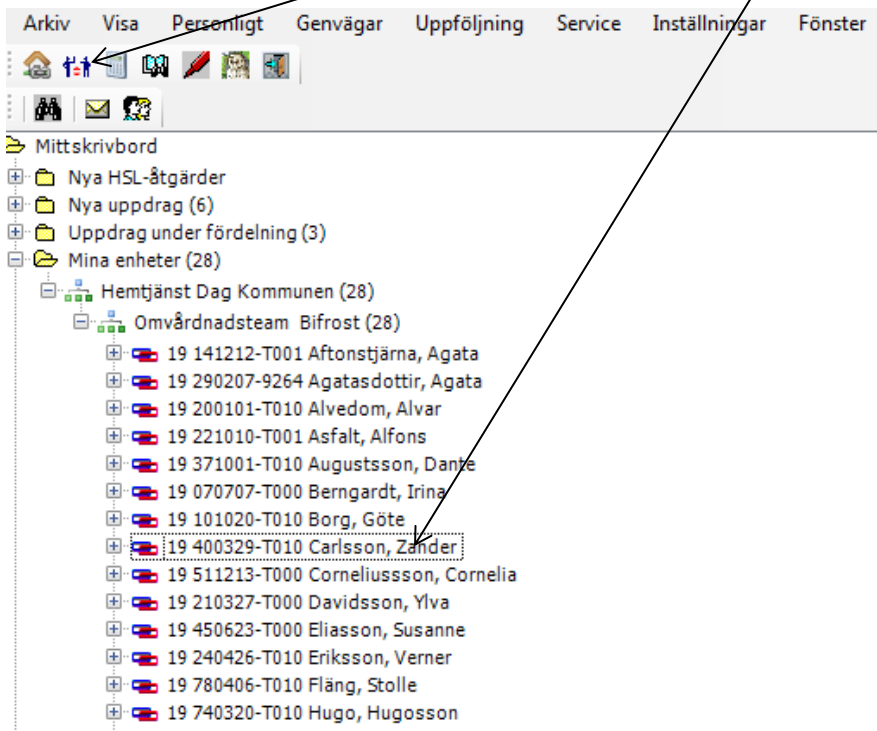 Arkiv Visa Personligt Genvägar Uppföljning Service Inställningar Fönster
Mittskrivbord
Nya HSL-åtgärder
Nya uppdrag (6)
Uppdrag under fördelning (3)
Mina enheter (28)
Hemtjänst Dag Kommunen (28)
Omvårdnadsteam Bifrost (28)
19 141212-T001 Aftonstjärna, Agata
19 290207-9264 Agatasdottir, Agata
19 200101-T010 Alvedom, Alvar
19 221010-T001 Asfalt, Alfons
19 371001-T010 Augustsson, Dante
19 070707-T000 Berngardt, Irina
19 101020-T010 Borg, Göte
19 400329-T010 Carlsson, Zander
19 511213-T000 Corneliussson, Cornelia
19 210327-T000 Davidsson, Ylva
19 450623-T000 Eliasson, Susanne
19 240426-T010 Eriksson, Verner
19 780406-T010 Fläng, Stolle
19 740320-T010 Hugo, Hugosson